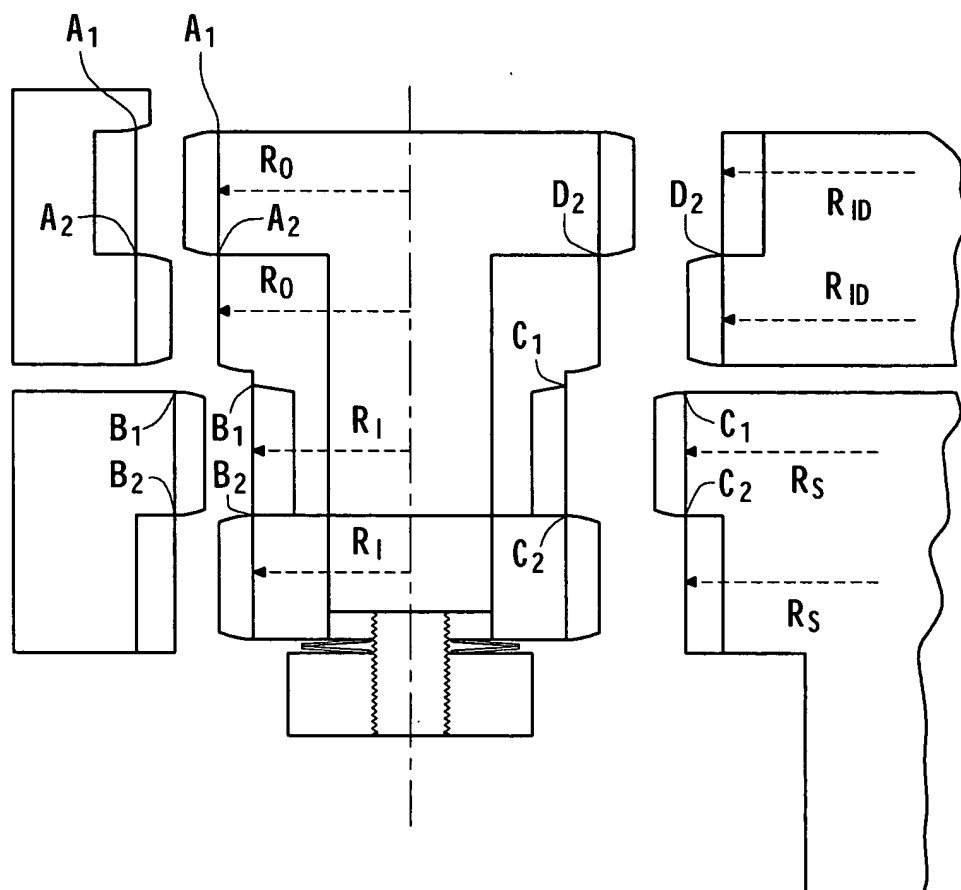 A1 A1
R0 D2 RID
A2 A2 D2
R0 RID
C1
B1 B1 RI C1
B2 B2 RS
C2
RI C2
RS